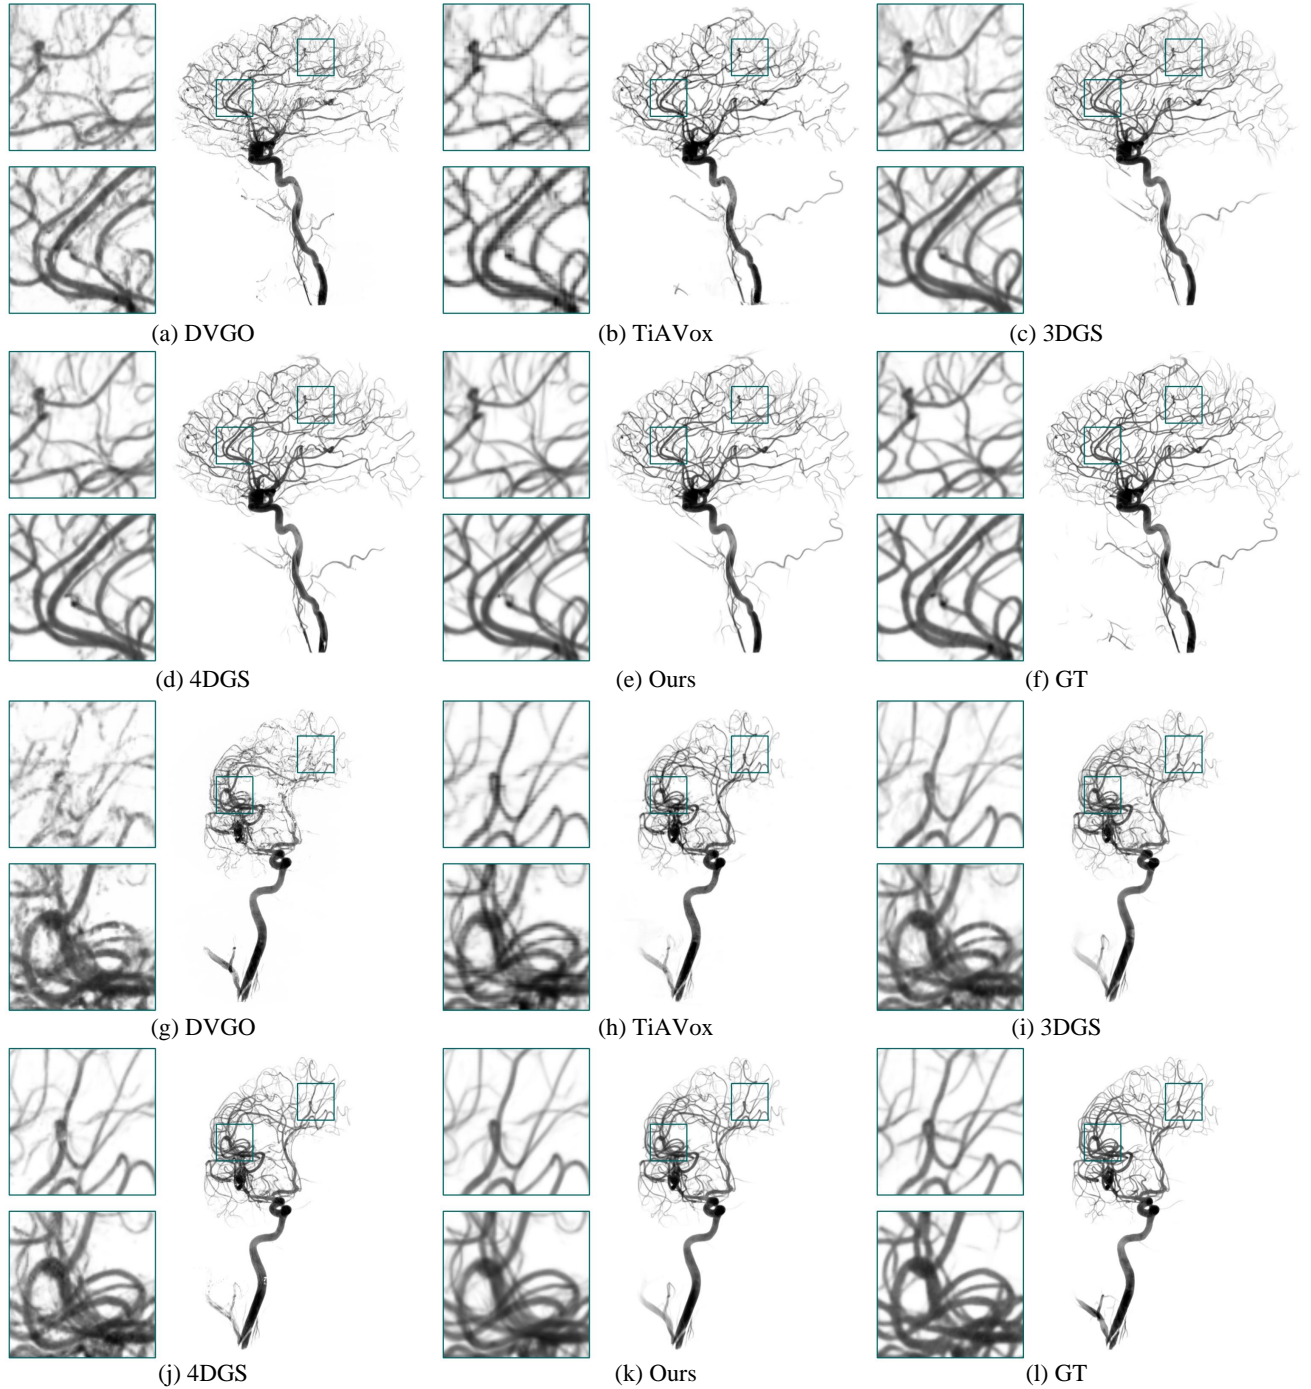 (a) DVGO
(b) TiAVox
(c) 3DGS
(d) 4DGS
(e) Ours
(f) GT
(g) DVGO
(h) TiAVox
(i) 3DGS
(j) 4DGS
(k) Ours
(l) GT